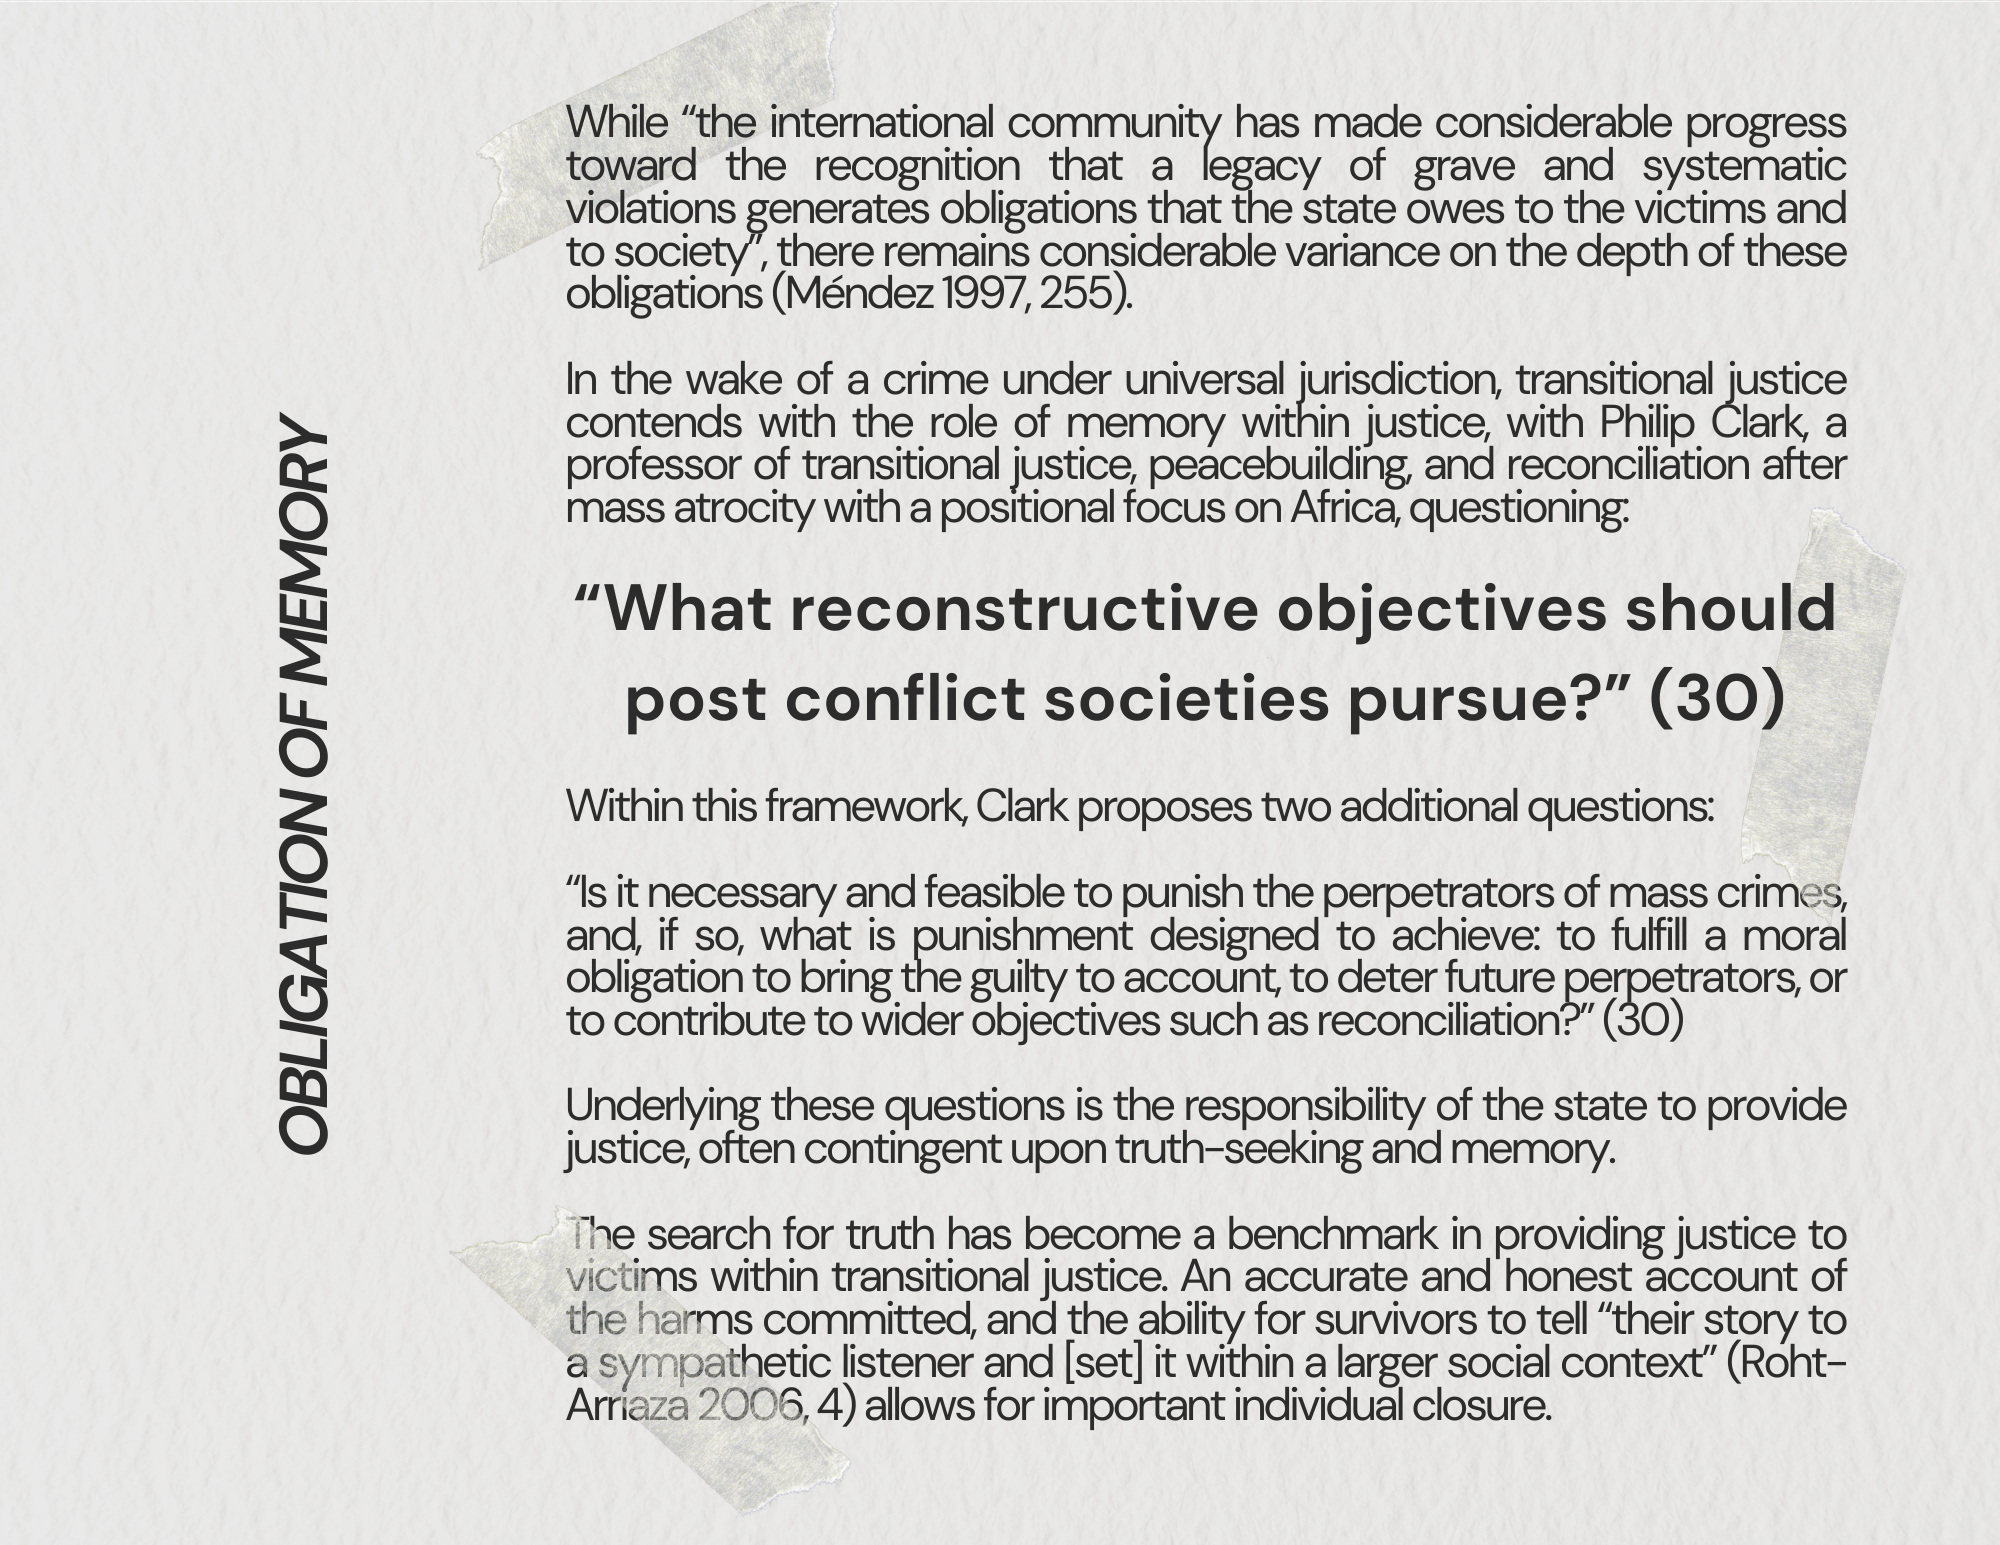 OBLIGATION OF MEMORY
While “the international community has made considerable progress
toward the recognition that a legacy of grave and systematic
violations generates obligations that the state owes to the victims and
to society”, there remains considerable variance on the depth of these
obligations (Méndez 1997, 255).
In the wake of a crime under universal jurisdiction, transitional justice
contends with the role of memory within justice, with Philip Clark, a
professor of transitional justice, peacebuilding, and reconciliation after
mass atrocity with a positional focus on Africa, questioning:
“What reconstructive objectives should
post conflict societies pursue?” (30)
Within this framework, Clark proposes two additional questions:
“Is it necessary and feasible to punish the perpetrators of mass crimes,
and, if so, what is punishment designed to achieve: to fulfill a moral
obligation to bring the guilty to account, to deter future perpetrators, or
to contribute to wider objectives such as reconciliation?” (30)
Underlying these questions is the responsibility of the state to provide
justice, often contingent upon truth-seeking and memory.
The search for truth has become a benchmark in providing justice to
victims within transitional justice. An accurate and honest account of
the harms committed, and the ability for survivors to tell “their story to
a sympathetic listener and [set] it within a larger social context” (Roht-
Arriaza 2006, 4) allows for important individual closure.